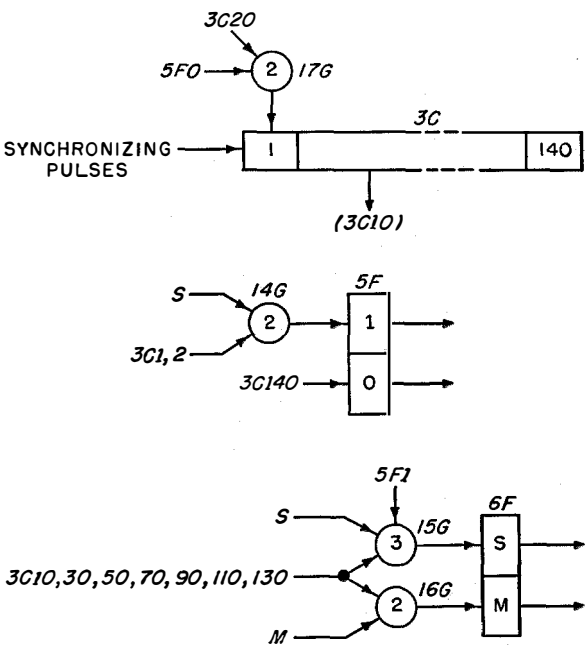 3C20
5F0 2 17G
3C
SYNCHRONIZING PULSES 1 140
(3C10)
S 14G 5F
2 1
3C1,2
3C140 0
5F1
S 15G 6F
3 S
3C10,30,50,70,90,110,130
2 16G M
M